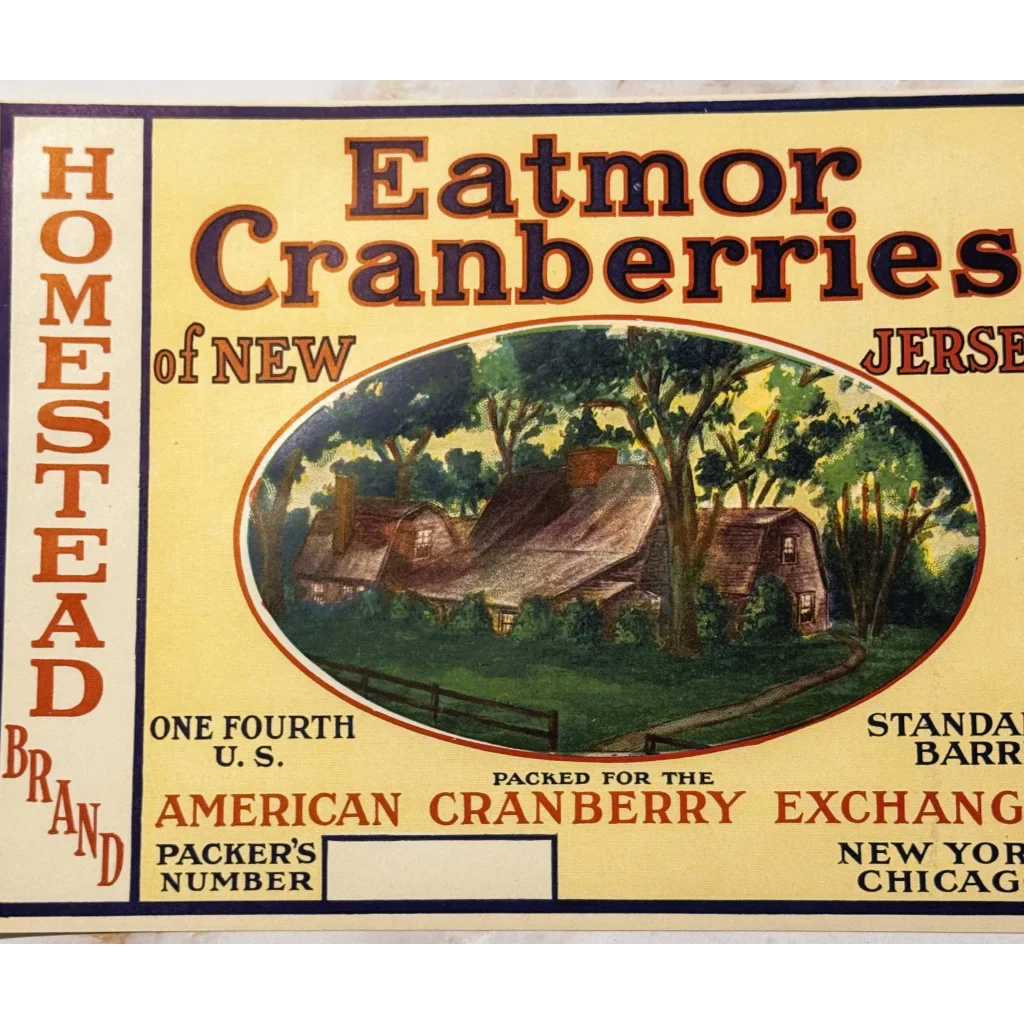 HOMESTEAD
BRAND
Eatmor
Cranberries
of NEW JERSE
ONE FOURTH
U. S.
STANDA
BARR
PACKED FOR THE
AMERICAN CRANBERRY EXCHANG
PACKER'S
NUMBER
NEW YOR
CHICAG